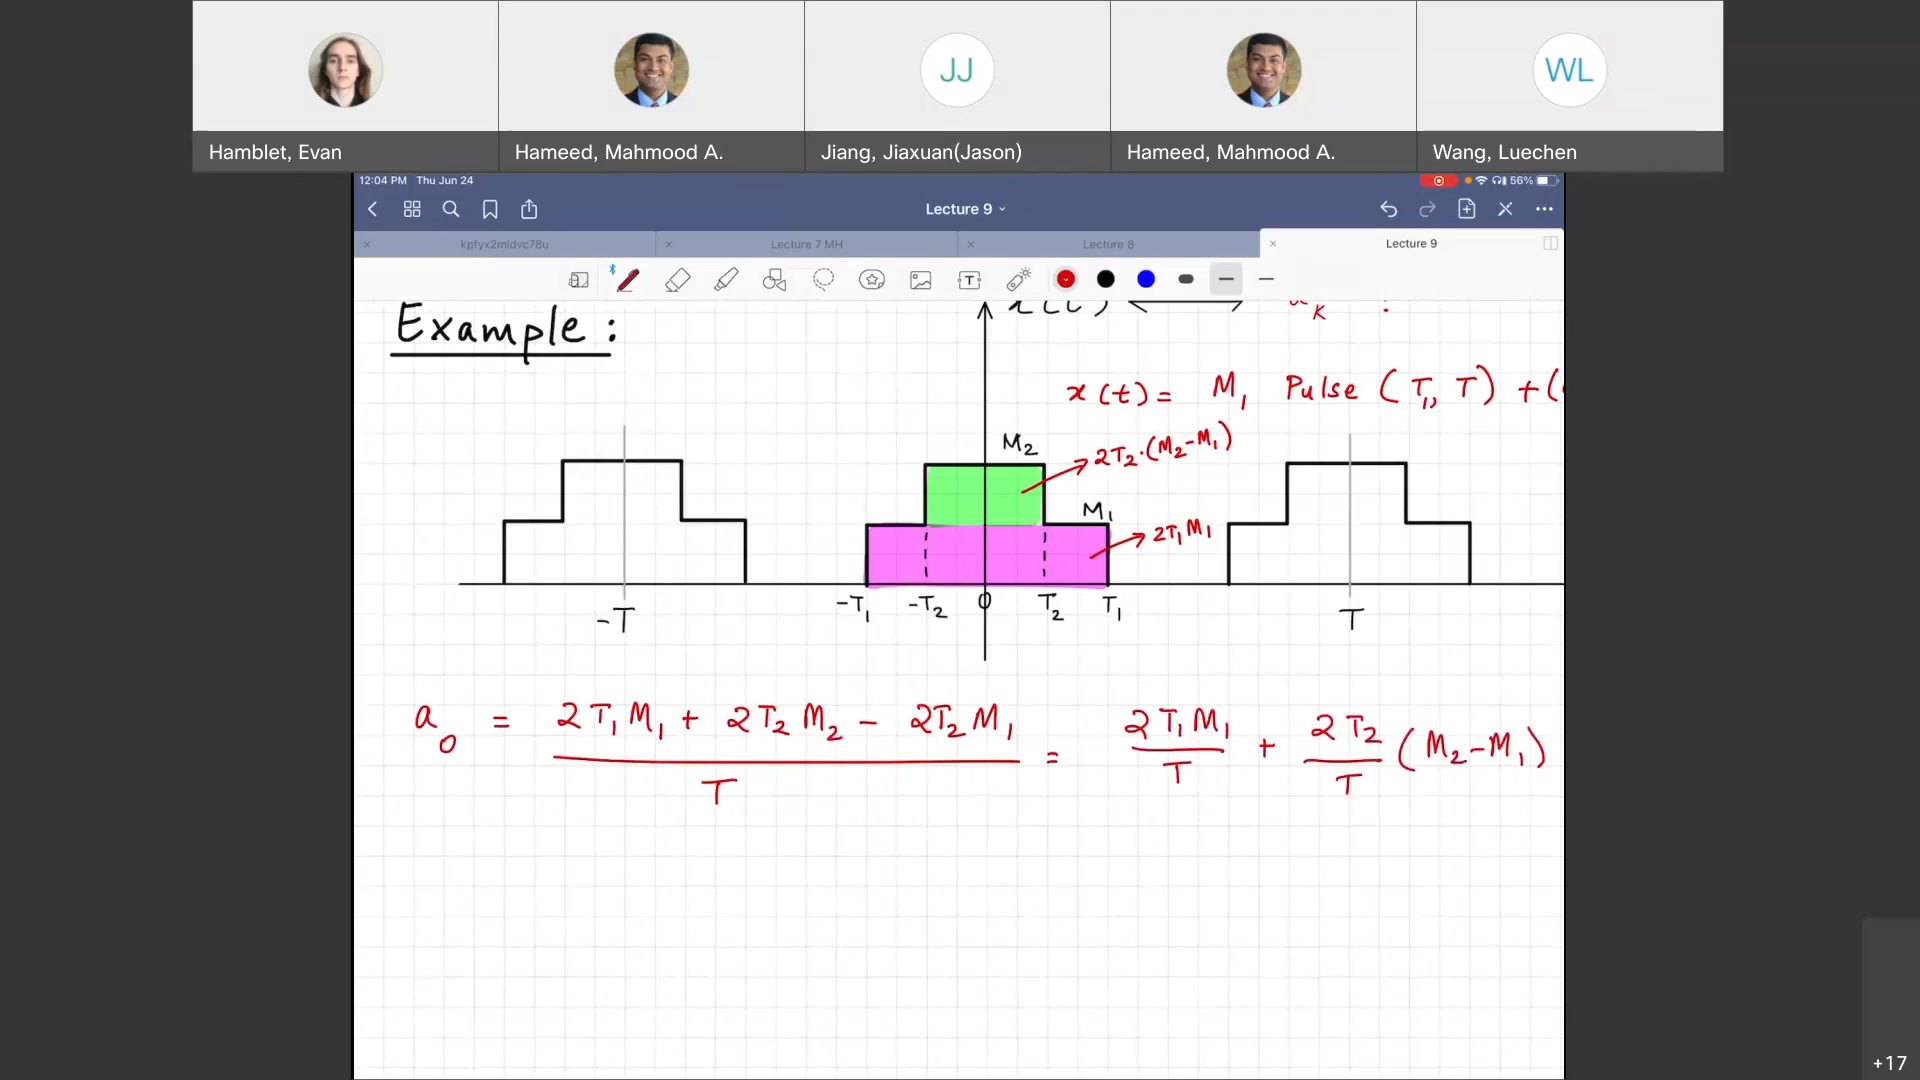 JJ
WL
Hamblet, Evan
Hameed, Mahmood A.
Jiang, Jiaxuan(Jason)
Hameed, Mahmood A.
Wang, Luechen
12:04 PM Thu Jun 24
56%
Lecture 9
kpfyx2midvc78u
Lecture 7 MH
Lecture 8
Lecture 9
Example :
x(t) ⟷ a_K ?
x(t) = M₁ Pulse (T₁, T) + (
M₂
2T₂·(M₂-M₁)
M₁
2T₁M₁
-T₁ -T₂ 0 T₂ T₁
-T
T
a₀ = (2T₁M₁ + 2T₂M₂ - 2T₂M₁)/T = 2T₁M₁/T + 2T₂/T (M₂-M₁)
+17